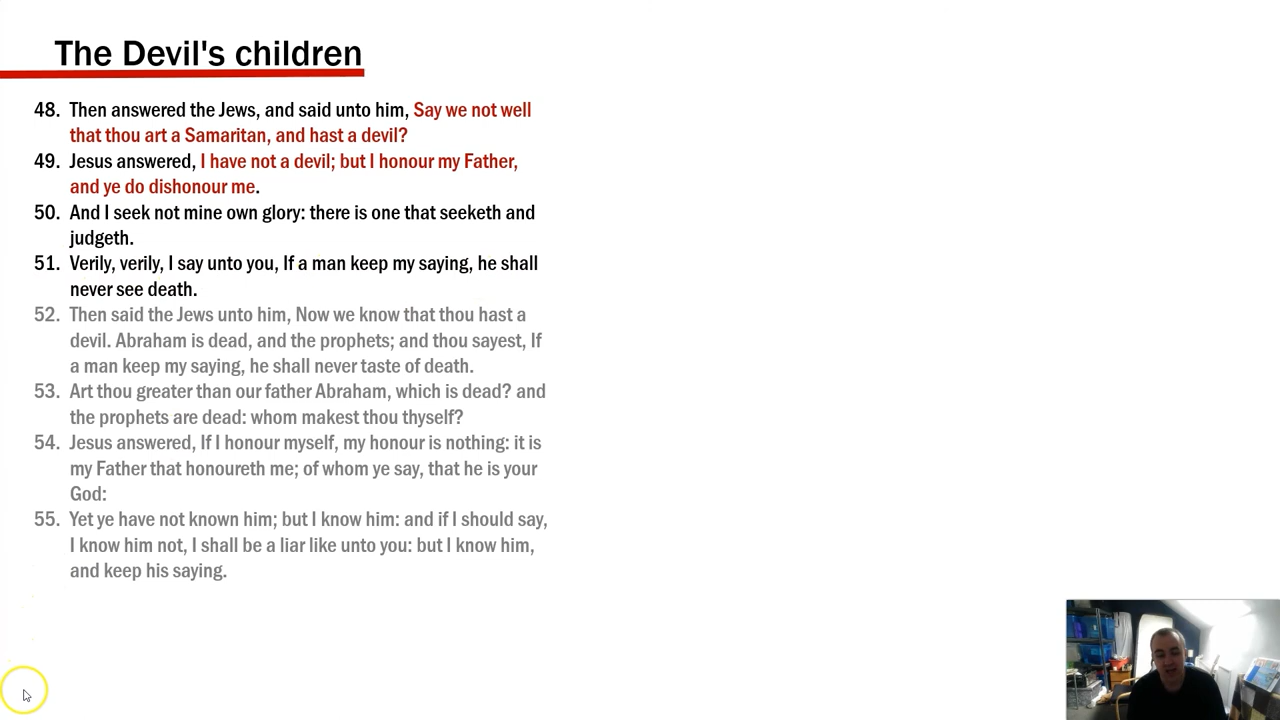 The Devil's children
48. Then answered the Jews, and said unto him, Say we not well
that thou art a Samaritan, and hast a devil?
49. Jesus answered, I have not a devil; but I honour my Father,
and ye do dishonour me.
50. And I seek not mine own glory: there is one that seeketh and
judgeth.
51. Verily, verily, I say unto you, If a man keep my saying, he shall
never see death.
52. Then said the Jews unto him, Now we know that thou hast a
devil. Abraham is dead, and the prophets; and thou sayest, If
a man keep my saying, he shall never taste of death.
53. Art thou greater than our father Abraham, which is dead? and
the prophets are dead: whom makest thou thyself?
54. Jesus answered, If I honour myself, my honour is nothing: it is
my Father that honoureth me; of whom ye say, that he is your
God:
55. Yet ye have not known him; but I know him: and if I should say,
I know him not, I shall be a liar like unto you: but I know him,
and keep his saying.